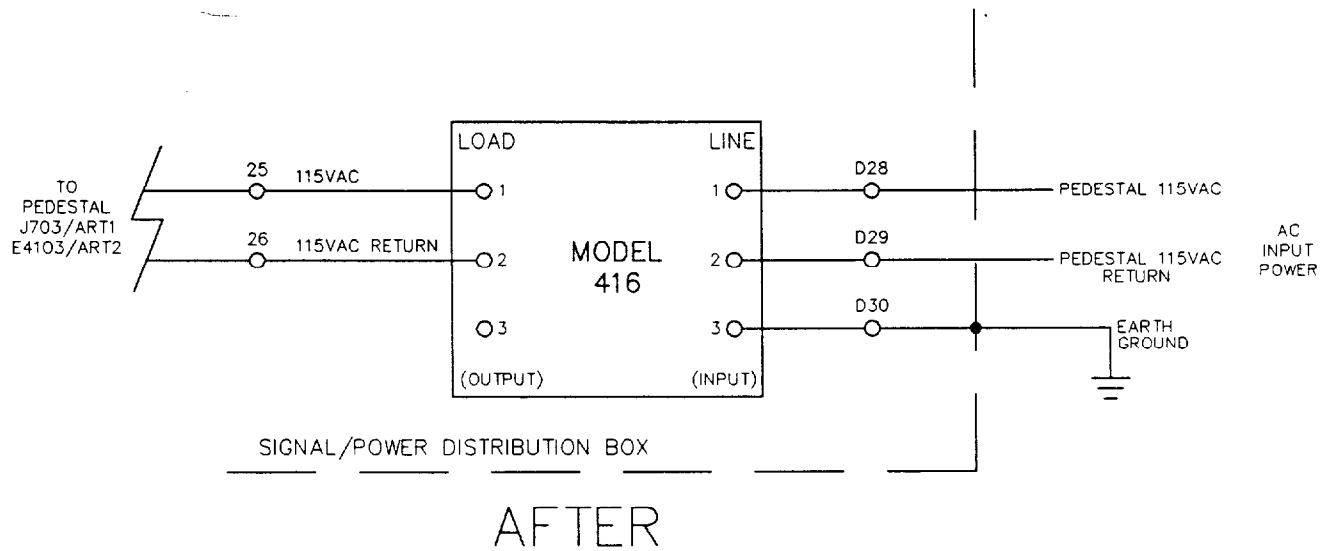 LOAD
LINE
TO
PEDESTAL
J703/ART1
E4103/ART2
25
115VAC
1
1
D28
PEDESTAL 115VAC
26
115VAC RETURN
2
MODEL
416
2
D29
PEDESTAL 115VAC
RETURN
AC
INPUT
POWER
3
3
D30
EARTH
GROUND
(OUTPUT)
(INPUT)
SIGNAL/POWER DISTRIBUTION BOX
AFTER